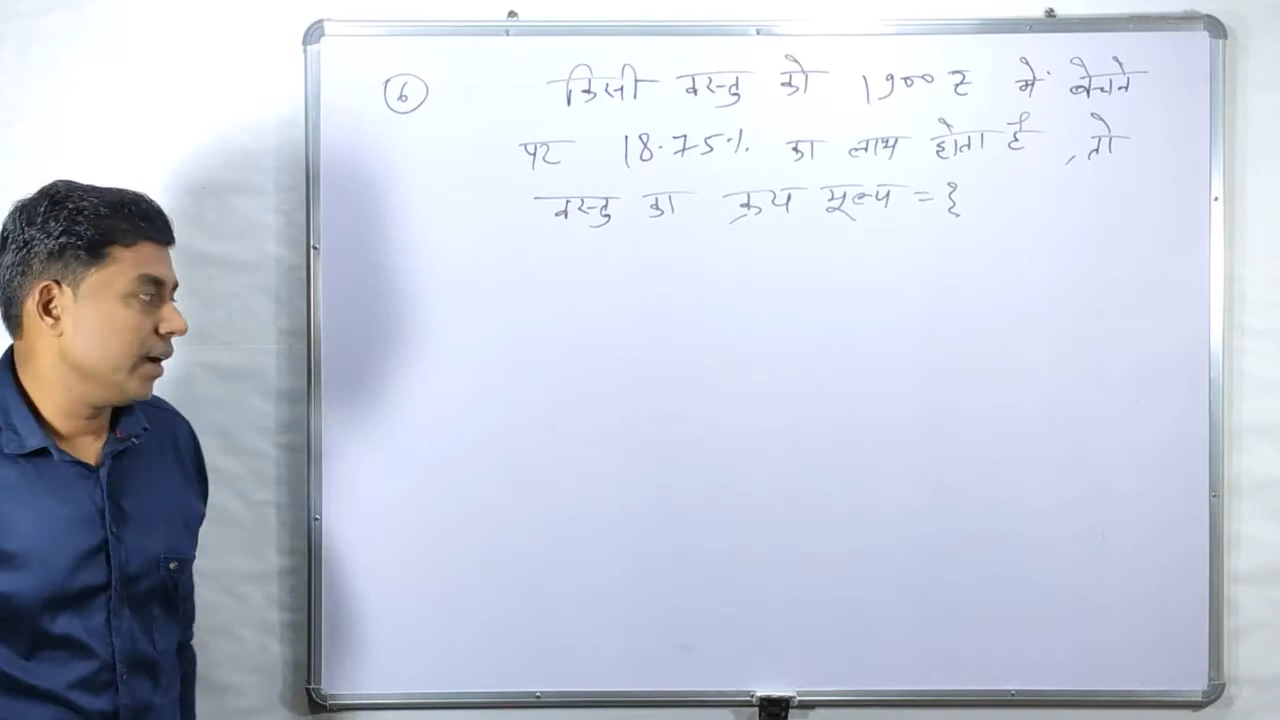 6 किसी वस्तु को 1900 ₹ में बेचने
पर 18.75% का लाभ होता है , तो
वस्तु का क्रय मूल्य = ?